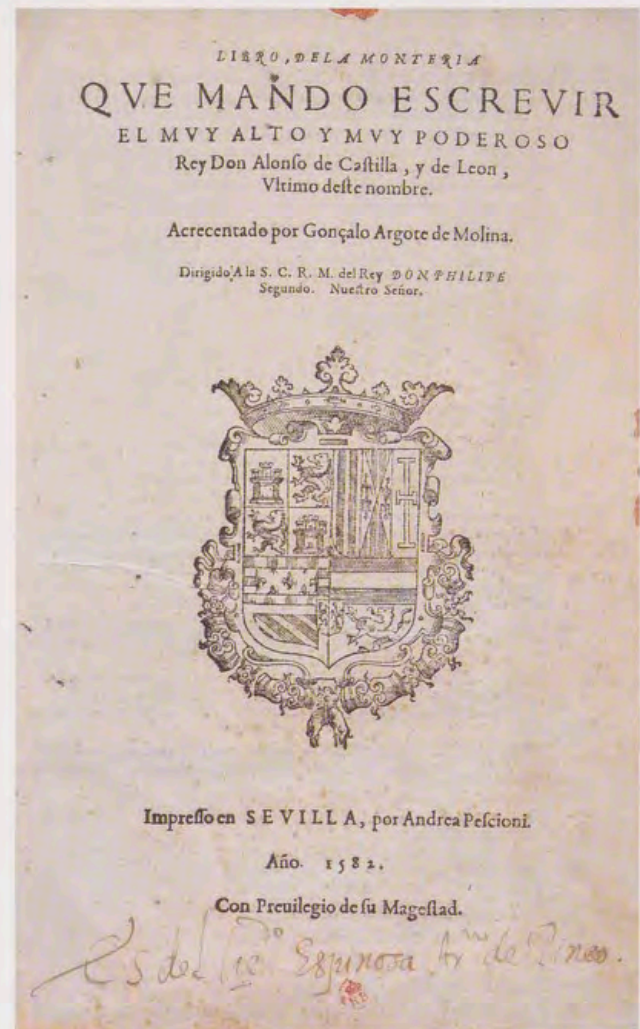 LIBRO, DE LA MONTERIA
QVE MANDO ESCREVIR
EL MVY ALTO Y MVY PODEROSO
Rey Don Alonſo de Caſtilla, y de Leon,
Vltimo deſte nombre.
Acrecentado por Gonçalo Argote de Molina.
Dirigido A la S. C. R. M. del Rey DON PHILIPE
Segundo. Nueſtro Señor.
Impreſſo en SEVILLA, por Andrea Peſcioni.
Año. 1582.
Con Preuilegio de ſu Mageſtad.
Es del licdo Espinosa